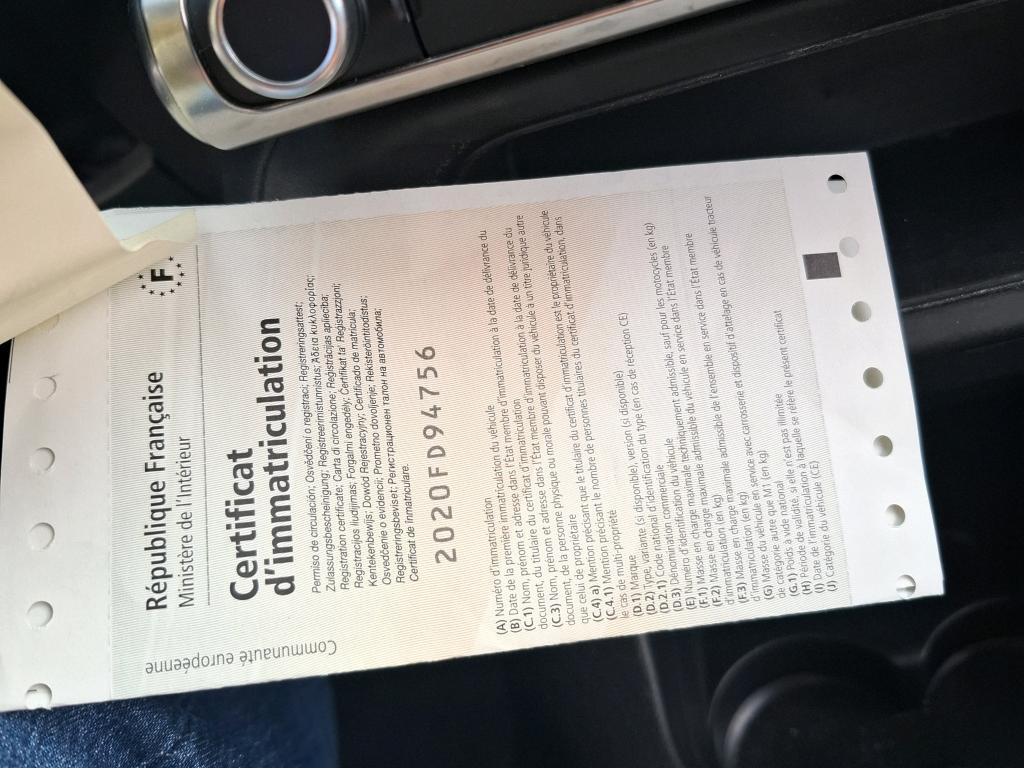 République Française
Ministère de l'Intérieur
F
Communauté européenne
Certificat
d'immatriculation
Permiso de circulación; Osvědčení o registraci; Registreringsattest;
Zulassungsbescheinigung; Registreerimistunnistus; Άδεια κυκλοφορίας;
Registration certificate; Carta di circolazione; Reģistrācijas apliecība;
Registracijos liudijimas; Forgalmi engedély; Ċertifikat ta' Reġistrazzjoni;
Kentekenbewijs; Dowód Rejestracyjny; Certificado de matrícula;
Osvedčenie o evidencii; Prometno dovoljenje; Rekisteröintitodistus;
Registreringsbeviset; Регистрационен талон на автомобила;
Certificat de înmatriculare.
2020FD94756
(A) Numéro d'immatriculation du véhicule
(B) Date de la première immatriculation du véhicule
(C.1) Nom, prénom et adresse dans l'État membre d'immatriculation à la date de délivrance du
document, du titulaire du certificat d'immatriculation
(C.3) Nom, prénom et adresse dans l'État membre d'immatriculation à la date de délivrance du
document, de la personne physique ou morale pouvant disposer du véhicule à un titre juridique autre
que celui de propriétaire
(C.4) a) Mention précisant que le titulaire du certificat d'immatriculation est le propriétaire du véhicule
(C.4.1) Mention précisant le nombre de personnes titulaires du certificat d'immatriculation, dans
le cas de multi-propriété
(D.1) Marque
(D.2) Type, variante (si disponible), version (si disponible)
(D.2.1) Code national d'identification du type (en cas de réception CE)
(D.3) Dénomination commerciale
(E) Numéro d'identification du véhicule
(F.1) Masse en charge maximale techniquement admissible, sauf pour les motocycles (en kg)
(F.2) Masse en charge maximale admissible du véhicule en service dans l'État membre
d'immatriculation (en kg)
(F.3) Masse en charge maximale admissible de l'ensemble en service dans l'État membre
d'immatriculation (en kg)
(G) Masse du véhicule en service avec carrosserie et dispositif d'attelage en cas de véhicule tracteur
de catégorie autre que M1 (en kg)
(G.1) Poids à vide national
(H) Période de validité, si elle n'est pas illimitée
(I) Date de l'immatriculation à laquelle se réfère le présent certificat
(J) Catégorie du véhicule (CE)